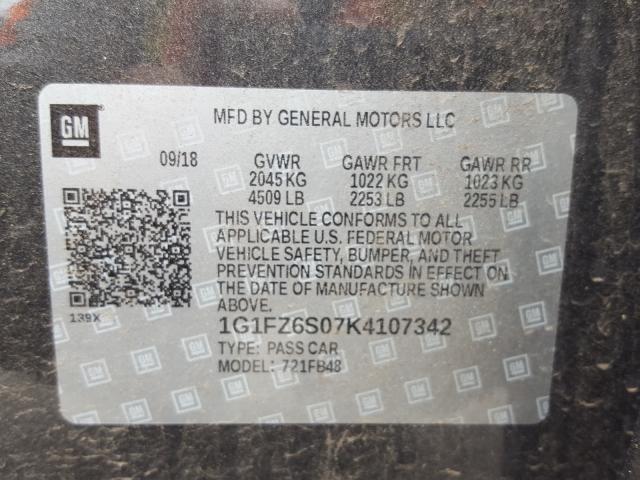 GM
MFD BY GENERAL MOTORS LLC
09/18 GVWR GAWR FRT GAWR RR
2045 KG 1022 KG 1023 KG
4509 LB 2253 LB 2255 LB
THIS VEHICLE CONFORMS TO ALL
APPLICABLE U.S. FEDERAL MOTOR
VEHICLE SAFETY, BUMPER, AND THEFT
PREVENTION STANDARDS IN EFFECT ON
THE DATE OF MANUFACTURE SHOWN
ABOVE.
139X
1G1FZ6S07K4107342
TYPE: PASS CAR
MODEL: 721FB48